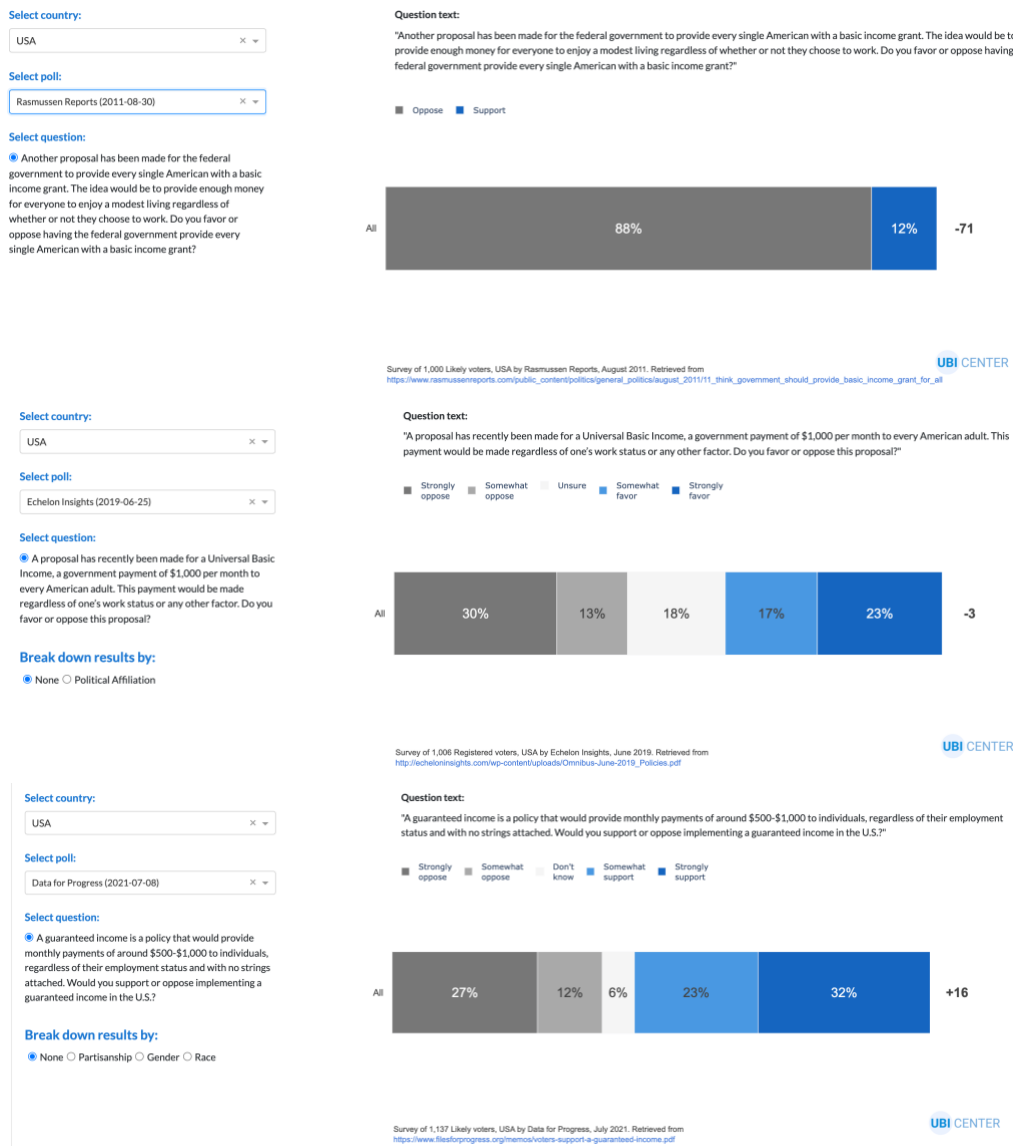 Select country:
USA
Select poll:
Rasmussen Reports (2011-08-30)
Select question:
Another proposal has been made for the federal
government to provide every single American with a basic
income grant. The idea would be to provide enough money
for everyone to enjoy a modest living regardless of
whether or not they choose to work. Do you favor or
oppose having the federal government provide every
single American with a basic income grant?
Question text:
"Another proposal has been made for the federal government to provide every single American with a basic income grant. The idea would be to
provide enough money for everyone to enjoy a modest living regardless of whether or not they choose to work. Do you favor or oppose having
federal government provide every single American with a basic income grant?"
Oppose Support
All 88% 12% -71
UBI CENTER
Survey of 1,000 Likely voters, USA by Rasmussen Reports, August 2011. Retrieved from
https://www.rasmussenreports.com/public_content/politics/general_politics/august_2011/11_think_government_should_provide_basic_income_grant_for_all
Select country:
USA
Select poll:
Echelon Insights (2019-06-25)
Select question:
A proposal has recently been made for a Universal Basic
Income, a government payment of $1,000 per month to
every American adult. This payment would be made
regardless of one's work status or any other factor. Do you
favor or oppose this proposal?
Break down results by:
None Political Affiliation
Question text:
"A proposal has recently been made for a Universal Basic Income, a government payment of $1,000 per month to every American adult. This
payment would be made regardless of one's work status or any other factor. Do you favor or oppose this proposal?"
Strongly oppose Somewhat oppose Unsure Somewhat favor Strongly favor
All 30% 13% 18% 17% 23% -3
UBI CENTER
Survey of 1,006 Registered voters, USA by Echelon Insights, June 2019. Retrieved from
http://echeloninsights.com/wp-content/uploads/Omnibus-June-2019_Policies.pdf
Select country:
USA
Select poll:
Data for Progress (2021-07-08)
Select question:
A guaranteed income is a policy that would provide
monthly payments of around $500-$1,000 to individuals,
regardless of their employment status and with no strings
attached. Would you support or oppose implementing a
guaranteed income in the U.S.?
Break down results by:
None Partisanship Gender Race
Question text:
"A guaranteed income is a policy that would provide monthly payments of around $500-$1,000 to individuals, regardless of their employment
status and with no strings attached. Would you support or oppose implementing a guaranteed income in the U.S.?"
Strongly oppose Somewhat oppose Don't know Somewhat support Strongly support
All 27% 12% 6% 23% 32% +16
UBI CENTER
Survey of 1,137 Likely voters, USA by Data for Progress, July 2021. Retrieved from
https://www.filesforprogress.org/memos/voters-support-a-guaranteed-income.pdf